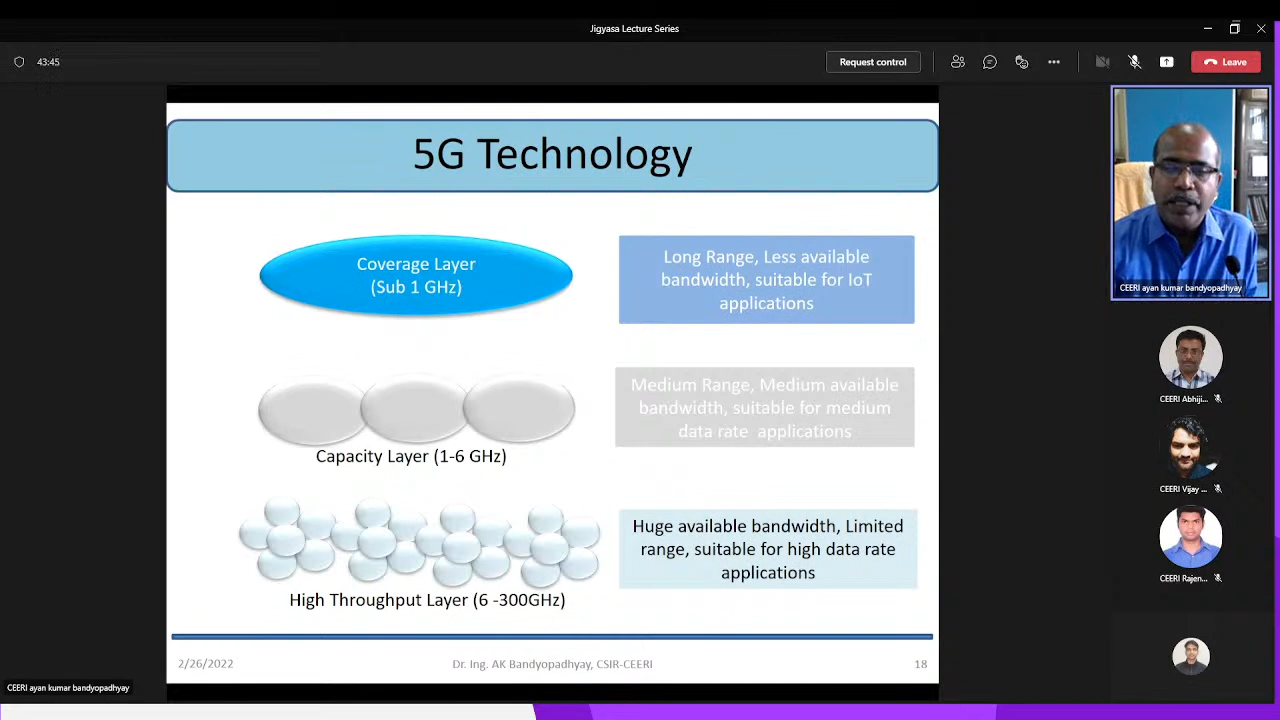 Jigyasa Lecture Series
43:45
Request control
Leave
5G Technology
Coverage Layer
(Sub 1 GHz)
Long Range, Less available
bandwidth, suitable for IoT
applications
Medium Range, Medium available
bandwidth, suitable for medium
data rate applications
Capacity Layer (1-6 GHz)
Huge available bandwidth, Limited
range, suitable for high data rate
applications
High Throughput Layer (6 -300GHz)
2/26/2022
Dr. Ing. AK Bandyopadhyay, CSIR-CEERI
18
CEERI ayan kumar bandyopadhyay
CEERI ayan kumar bandyopadhyay
CEERI Abhiji...
CEERI Vijay ...
CEERI Rajen...